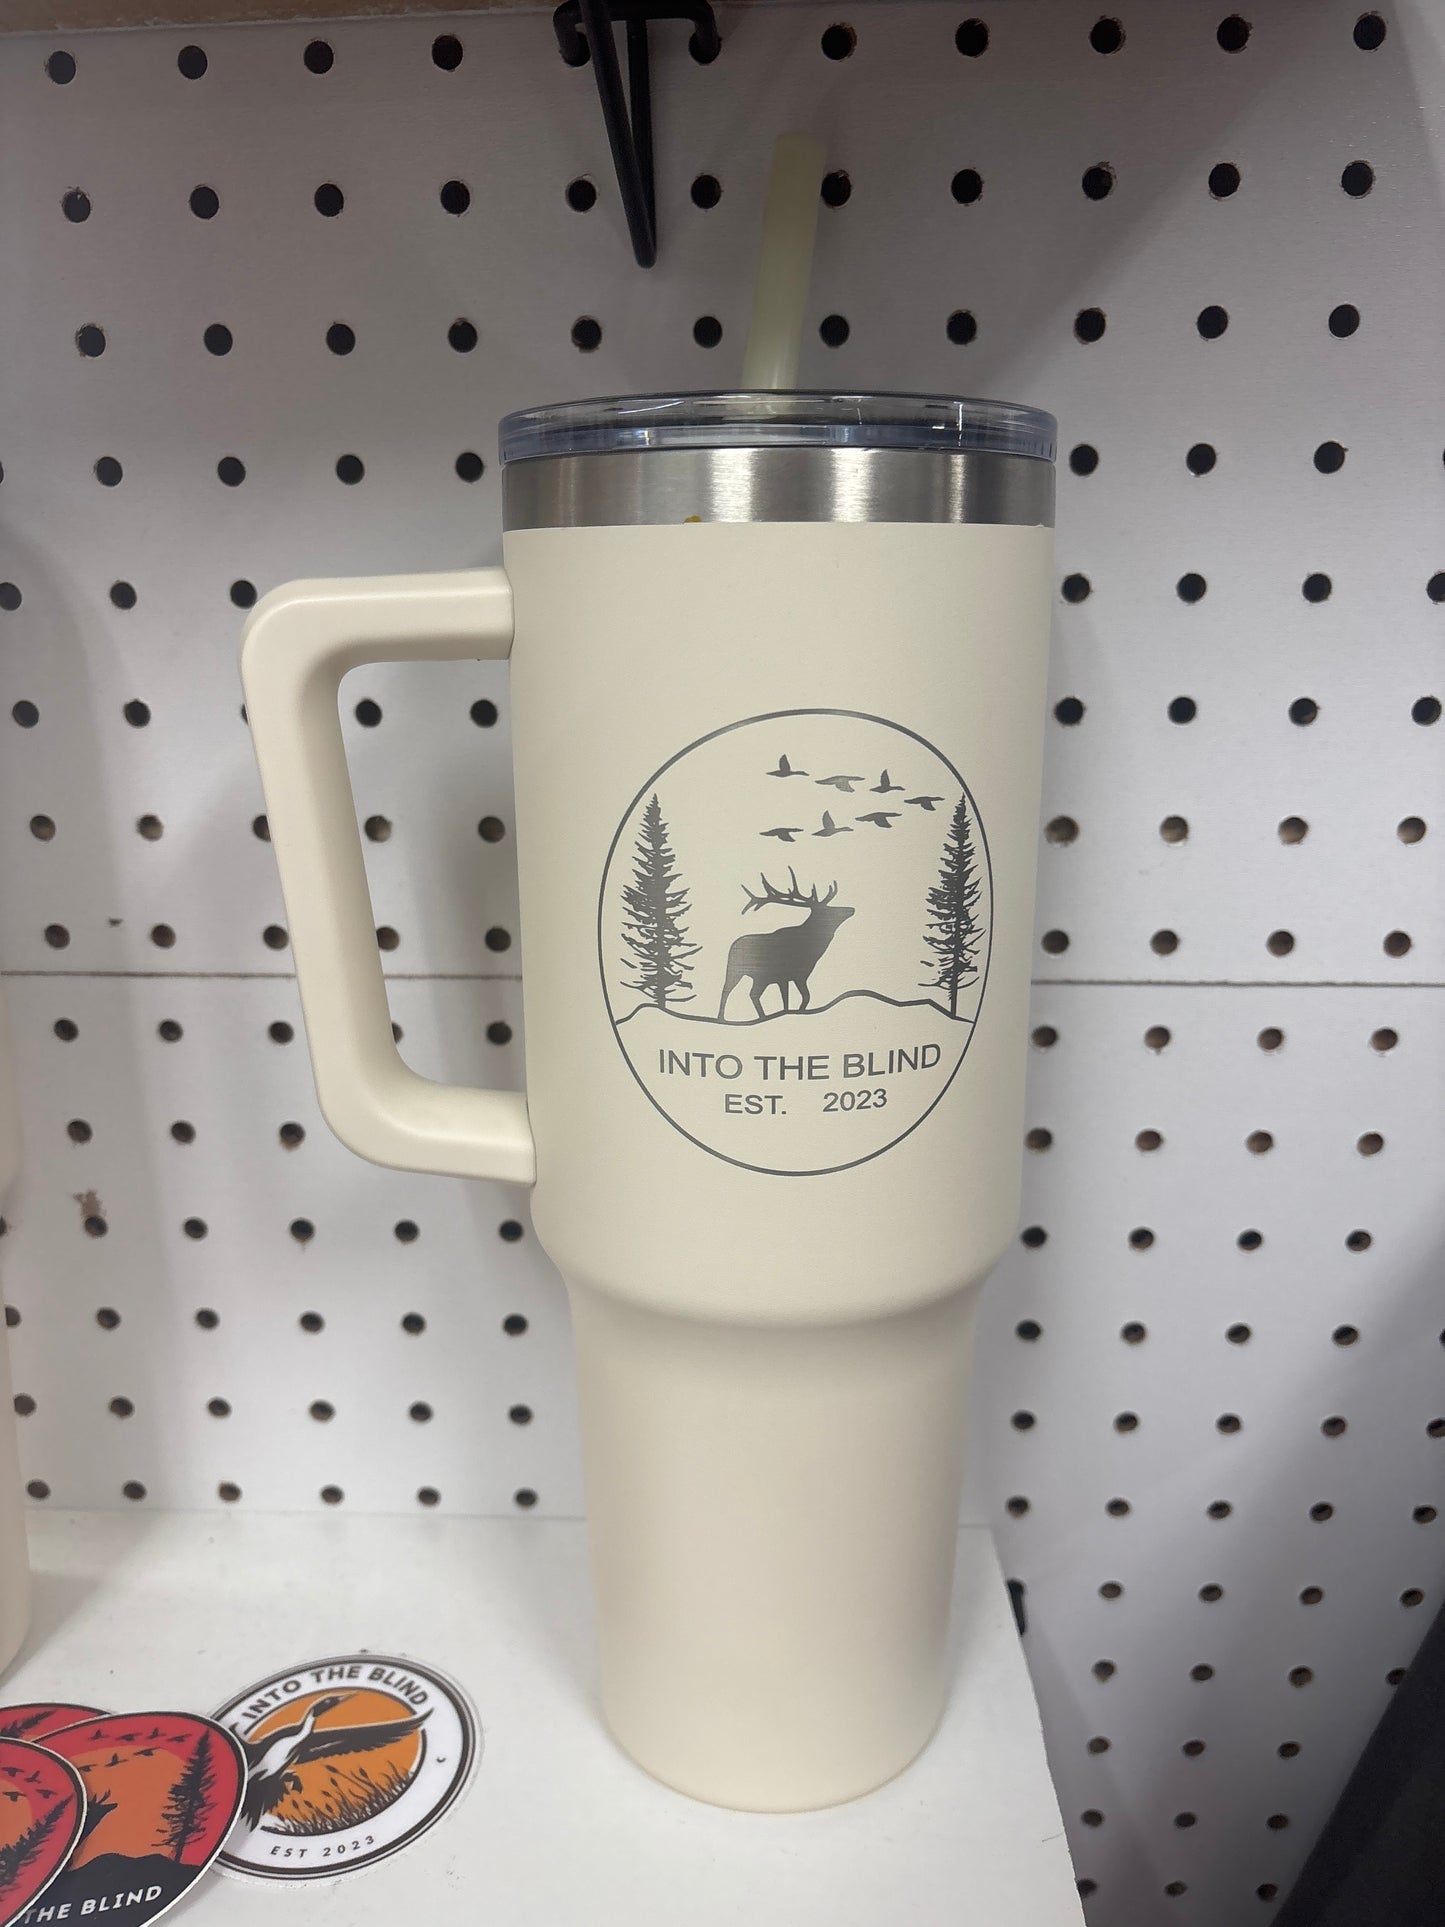 INTO THE BLIND
EST. 2023
INTO THE BLIND
EST 2023
THE BLIND